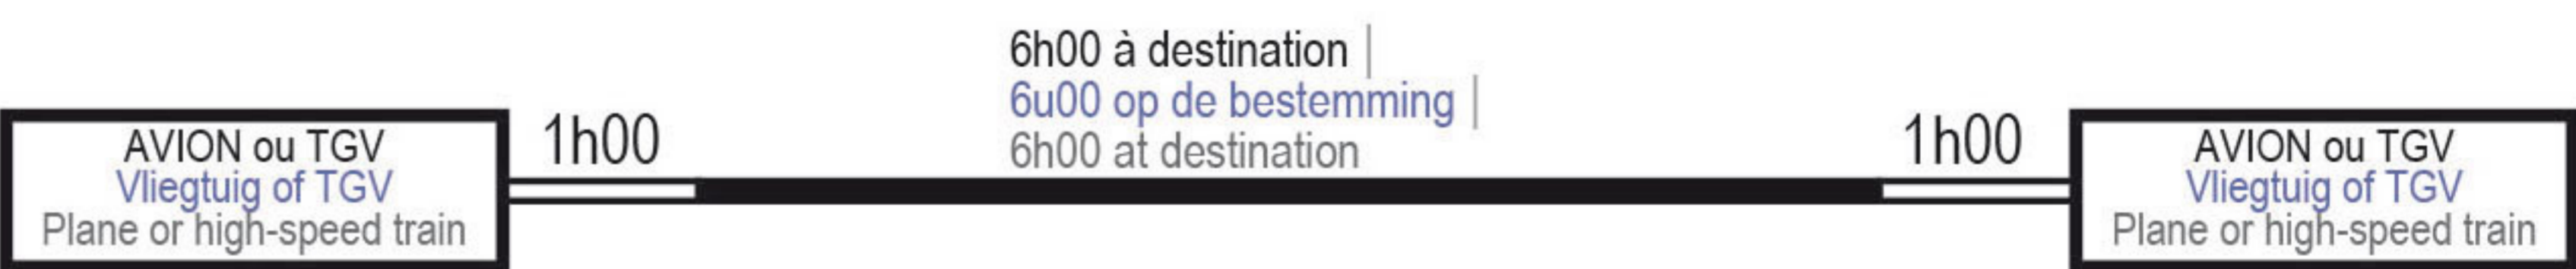 AVION ou TGV
Vliegtuig of TGV
Plane or high-speed train
1h00
6h00 à destination |
6u00 op de bestemming |
6h00 at destination
1h00
AVION ou TGV
Vliegtuig of TGV
Plane or high-speed train